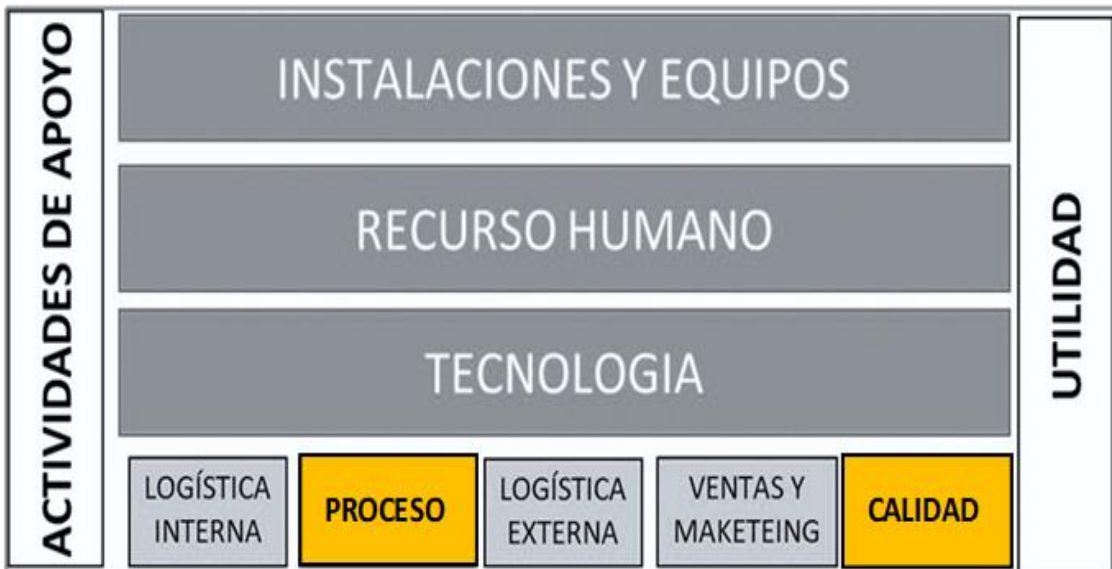 ACTIVIDADES DE APOYO
INSTALACIONES Y EQUIPOS
RECURSO HUMANO
TECNOLOGIA
LOGÍSTICA
INTERNA
PROCESO
LOGÍSTICA
EXTERNA
VENTAS Y
MAKETEING
CALIDAD
UTILIDAD